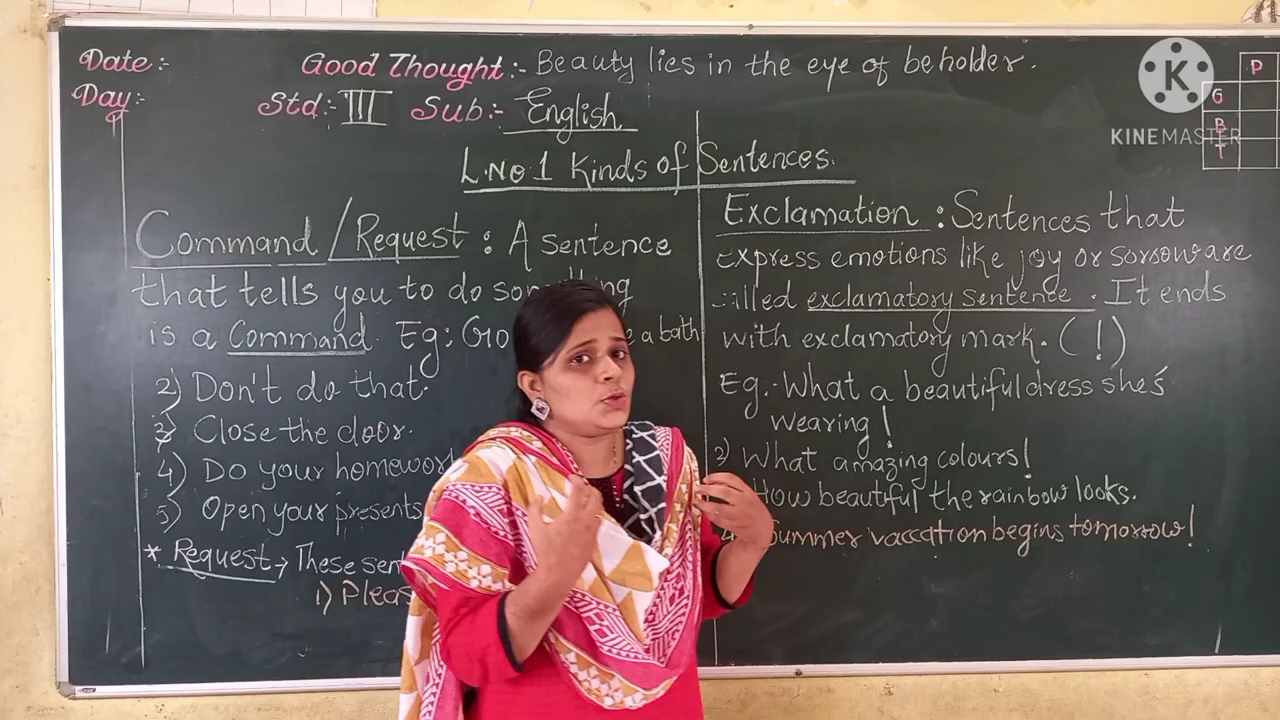 Date:-
Good Thought:- Beauty lies in the eye of beholder.
Day:-
Std:- III Sub:- English
L.No.1 Kinds of Sentences.
Command / Request : A sentence
that tells you to do something
is a Command. Eg: Go a bath
2) Don't do that.
3) Close the door.
4) Do your homework
5) Open your presents
* Request → These
1)
Exclamation : Sentences that
express emotions like joy or sorrow are
exclamatory sentence. It ends
with exclamatory mark. (!)
Eg.- What a beautiful dress she's
wearing!
2) What amazing colours!
How beautiful the rainbow looks.
Summer vaccation begins tomorrow!
P
G
B
T
K
KINEMASTER